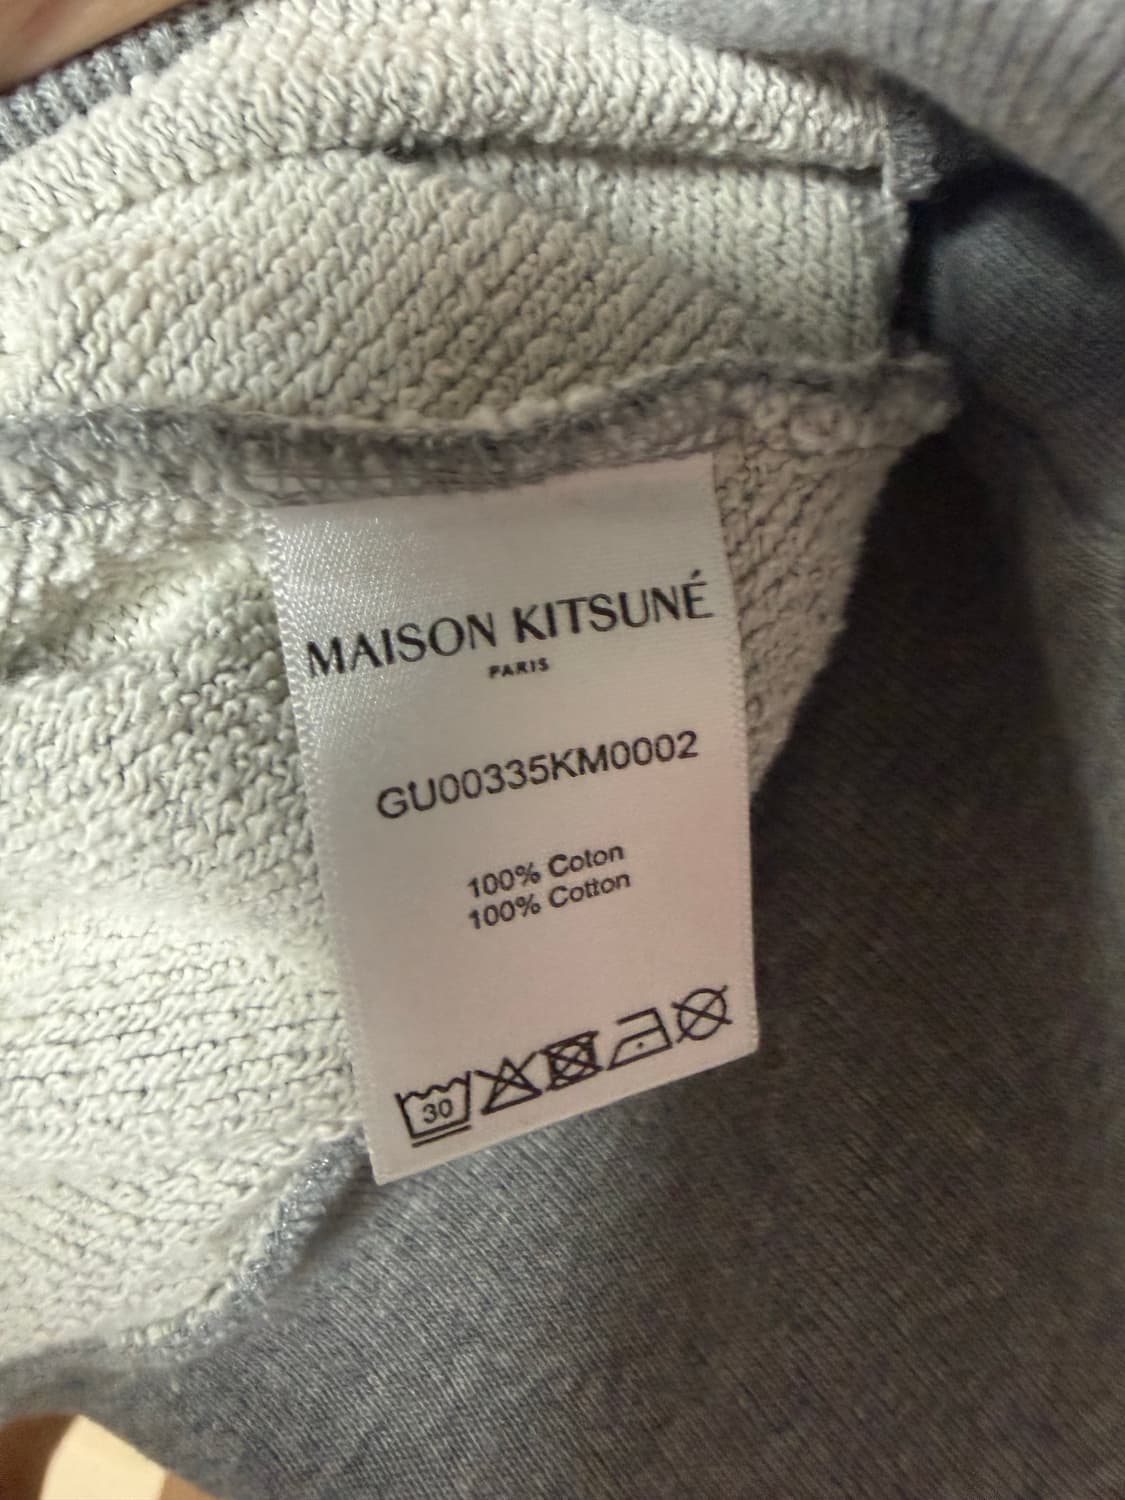 MAISON KITSUNÉ
PARIS
GU00335KM0002
100% Coton
100% Cotton
30